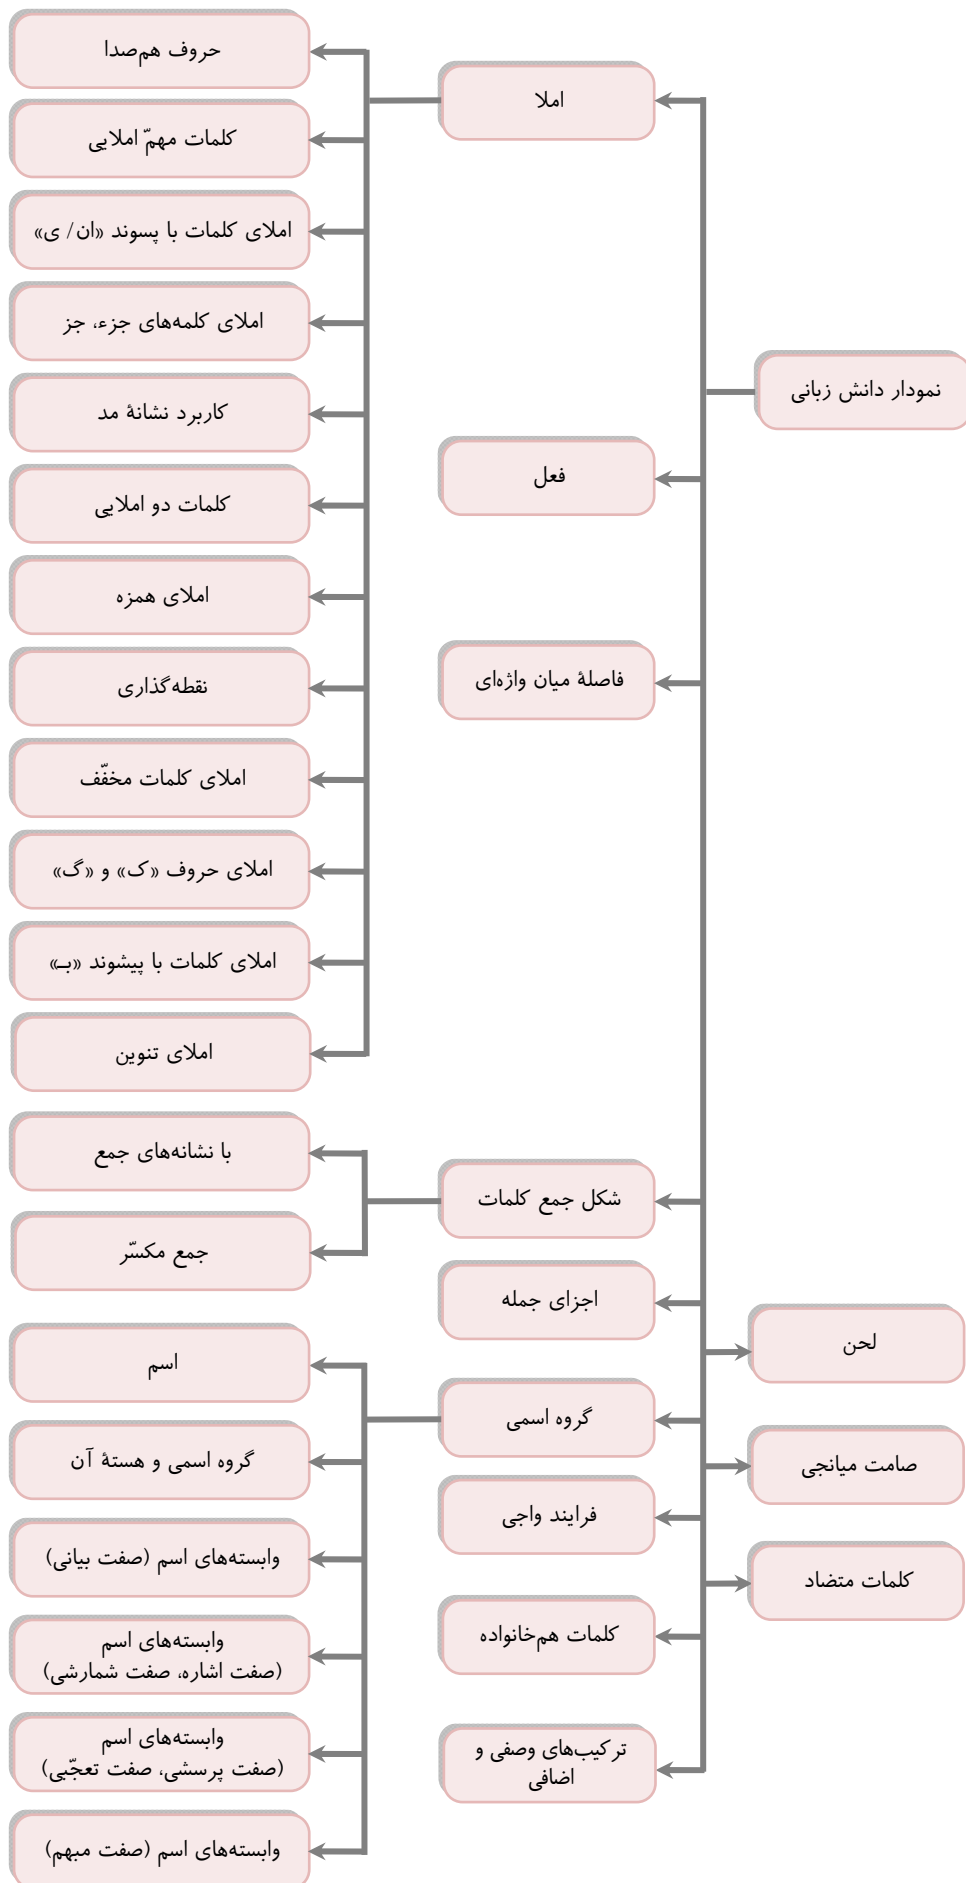 نمودار دانش زبانی
املا
حروف هم‌صدا
کلمات مهمّ املایی
املای کلمات با پسوند «ان/ ی»
املای کلمه‌های جزء، جز
کاربرد نشانهٔ مد
کلمات دو املایی
املای همزه
نقطه‌گذاری
املای کلمات مخفّف
املای حروف «ک» و «گ»
املای کلمات با پیشوند «بـ»
املای تنوین
فعل
فاصلهٔ میان واژه‌ای
شکل جمع کلمات
با نشانه‌های جمع
جمع مکسّر
اجزای جمله
گروه اسمی
اسم
گروه اسمی و هستهٔ آن
وابسته‌های اسم (صفت بیانی)
وابسته‌های اسم
(صفت اشاره، صفت شمارشی)
وابسته‌های اسم
(صفت پرسشی، صفت تعجّبی)
وابسته‌های اسم (صفت مبهم)
فرایند واجی
کلمات هم‌خانواده
ترکیب‌های وصفی و
اضافی
لحن
صامت میانجی
کلمات متضاد